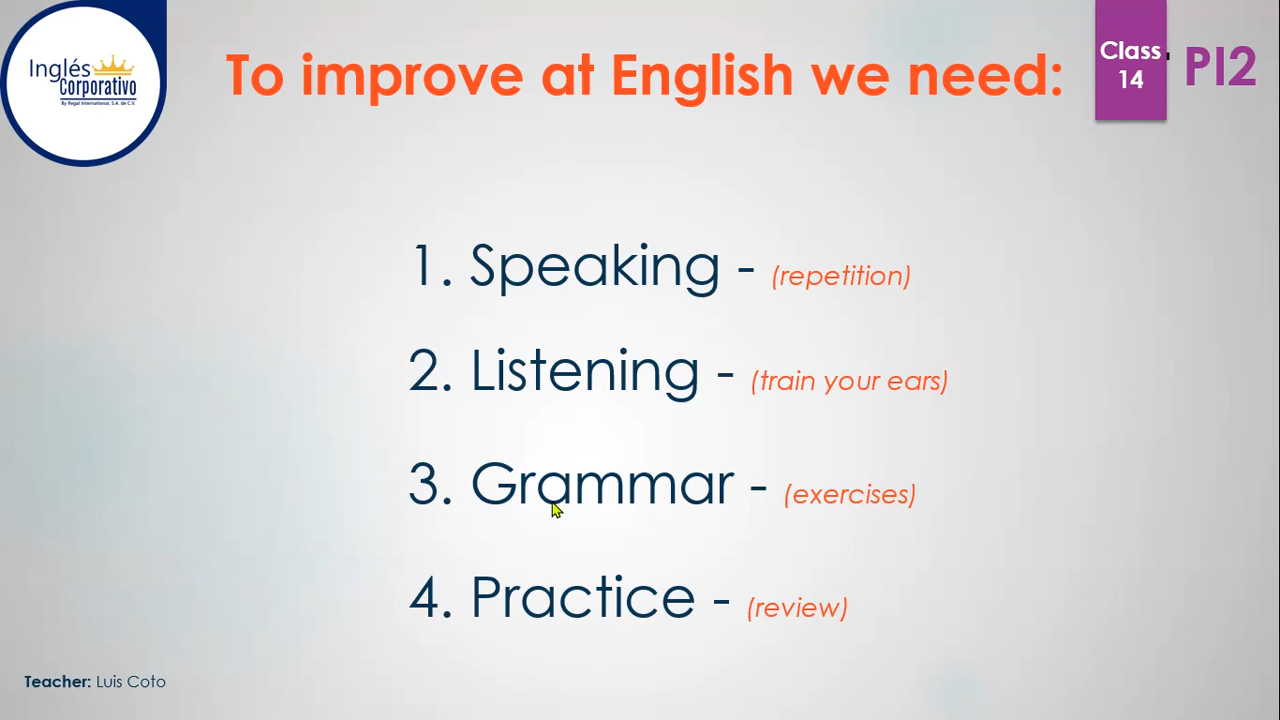 Inglés
Corporativo
By Regal International, S.A. de C.V.
To improve at English we need:
Class
14
PI2
1. Speaking - (repetition)
2. Listening - (train your ears)
3. Grammar - (exercises)
4. Practice - (review)
Teacher: Luis Coto